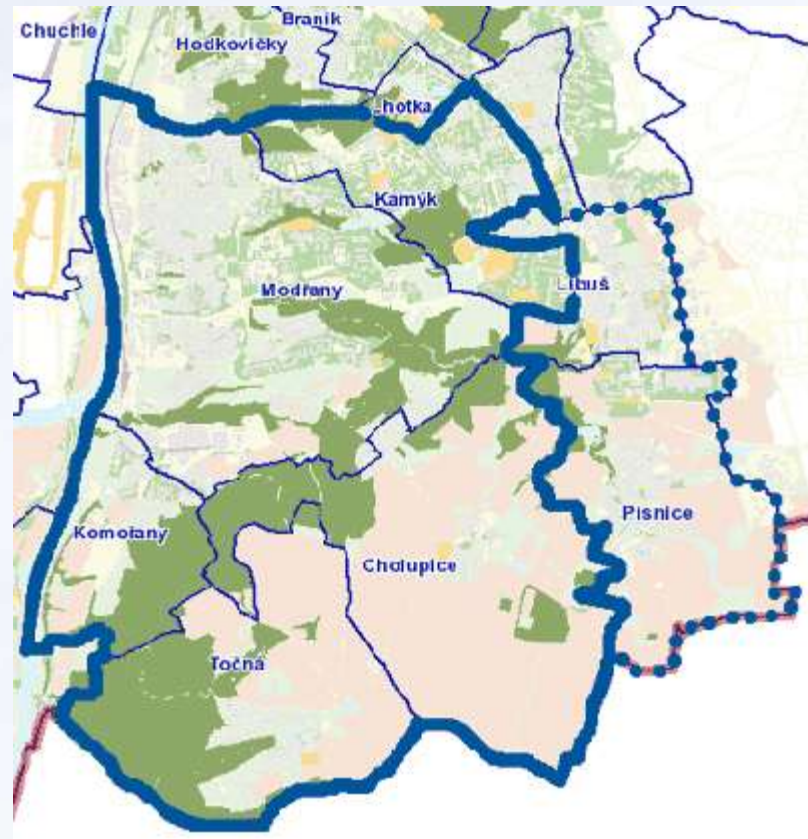 Braník
Chuchle
Hodkovičky
Lhotka
Kamýk
Modřany
Libuš
Písnice
Komořany
Cholupice
Točná